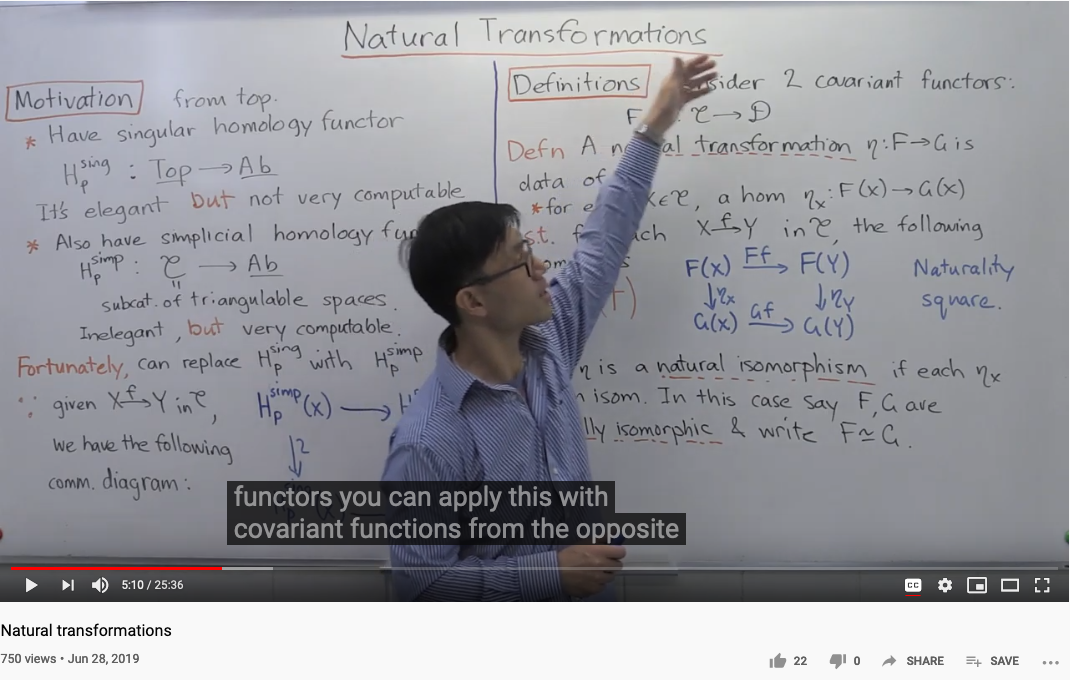 Natural Transformations
Motivation from top.
* Have singular homology functor
H_p^sing : Top → Ab
It's elegant but not very computable
* Also have simplicial homology
H_p^simp : C → Ab
"
subcat. of triangulable spaces.
Inelegant, but very computable.
Fortunately, can replace H_p^sing with H_p^simp
∵ given X →f Y in C,
H_p^simp(X) →
we have the following
comm. diagram:
Definitions 2 covariant functors:
F C → D
Defn A transformation η: F → G is
data of
* for X ∈ C, a hom η_X : F(X) → G(X)
s.t. X →f Y in C, the following
F(X) →Ff F(Y)
↓η_X ↓η_Y
G(X) →Gf G(Y)
Naturality
square.
η is a natural isomorphism if each η_X
isom. In this case say F, G are
isomorphic & write F ≃ G.
functors you can apply this with
covariant functions from the opposite
5:10 / 25:36
CC
Natural transformations
750 views • Jun 28, 2019
22
0
SHARE
SAVE